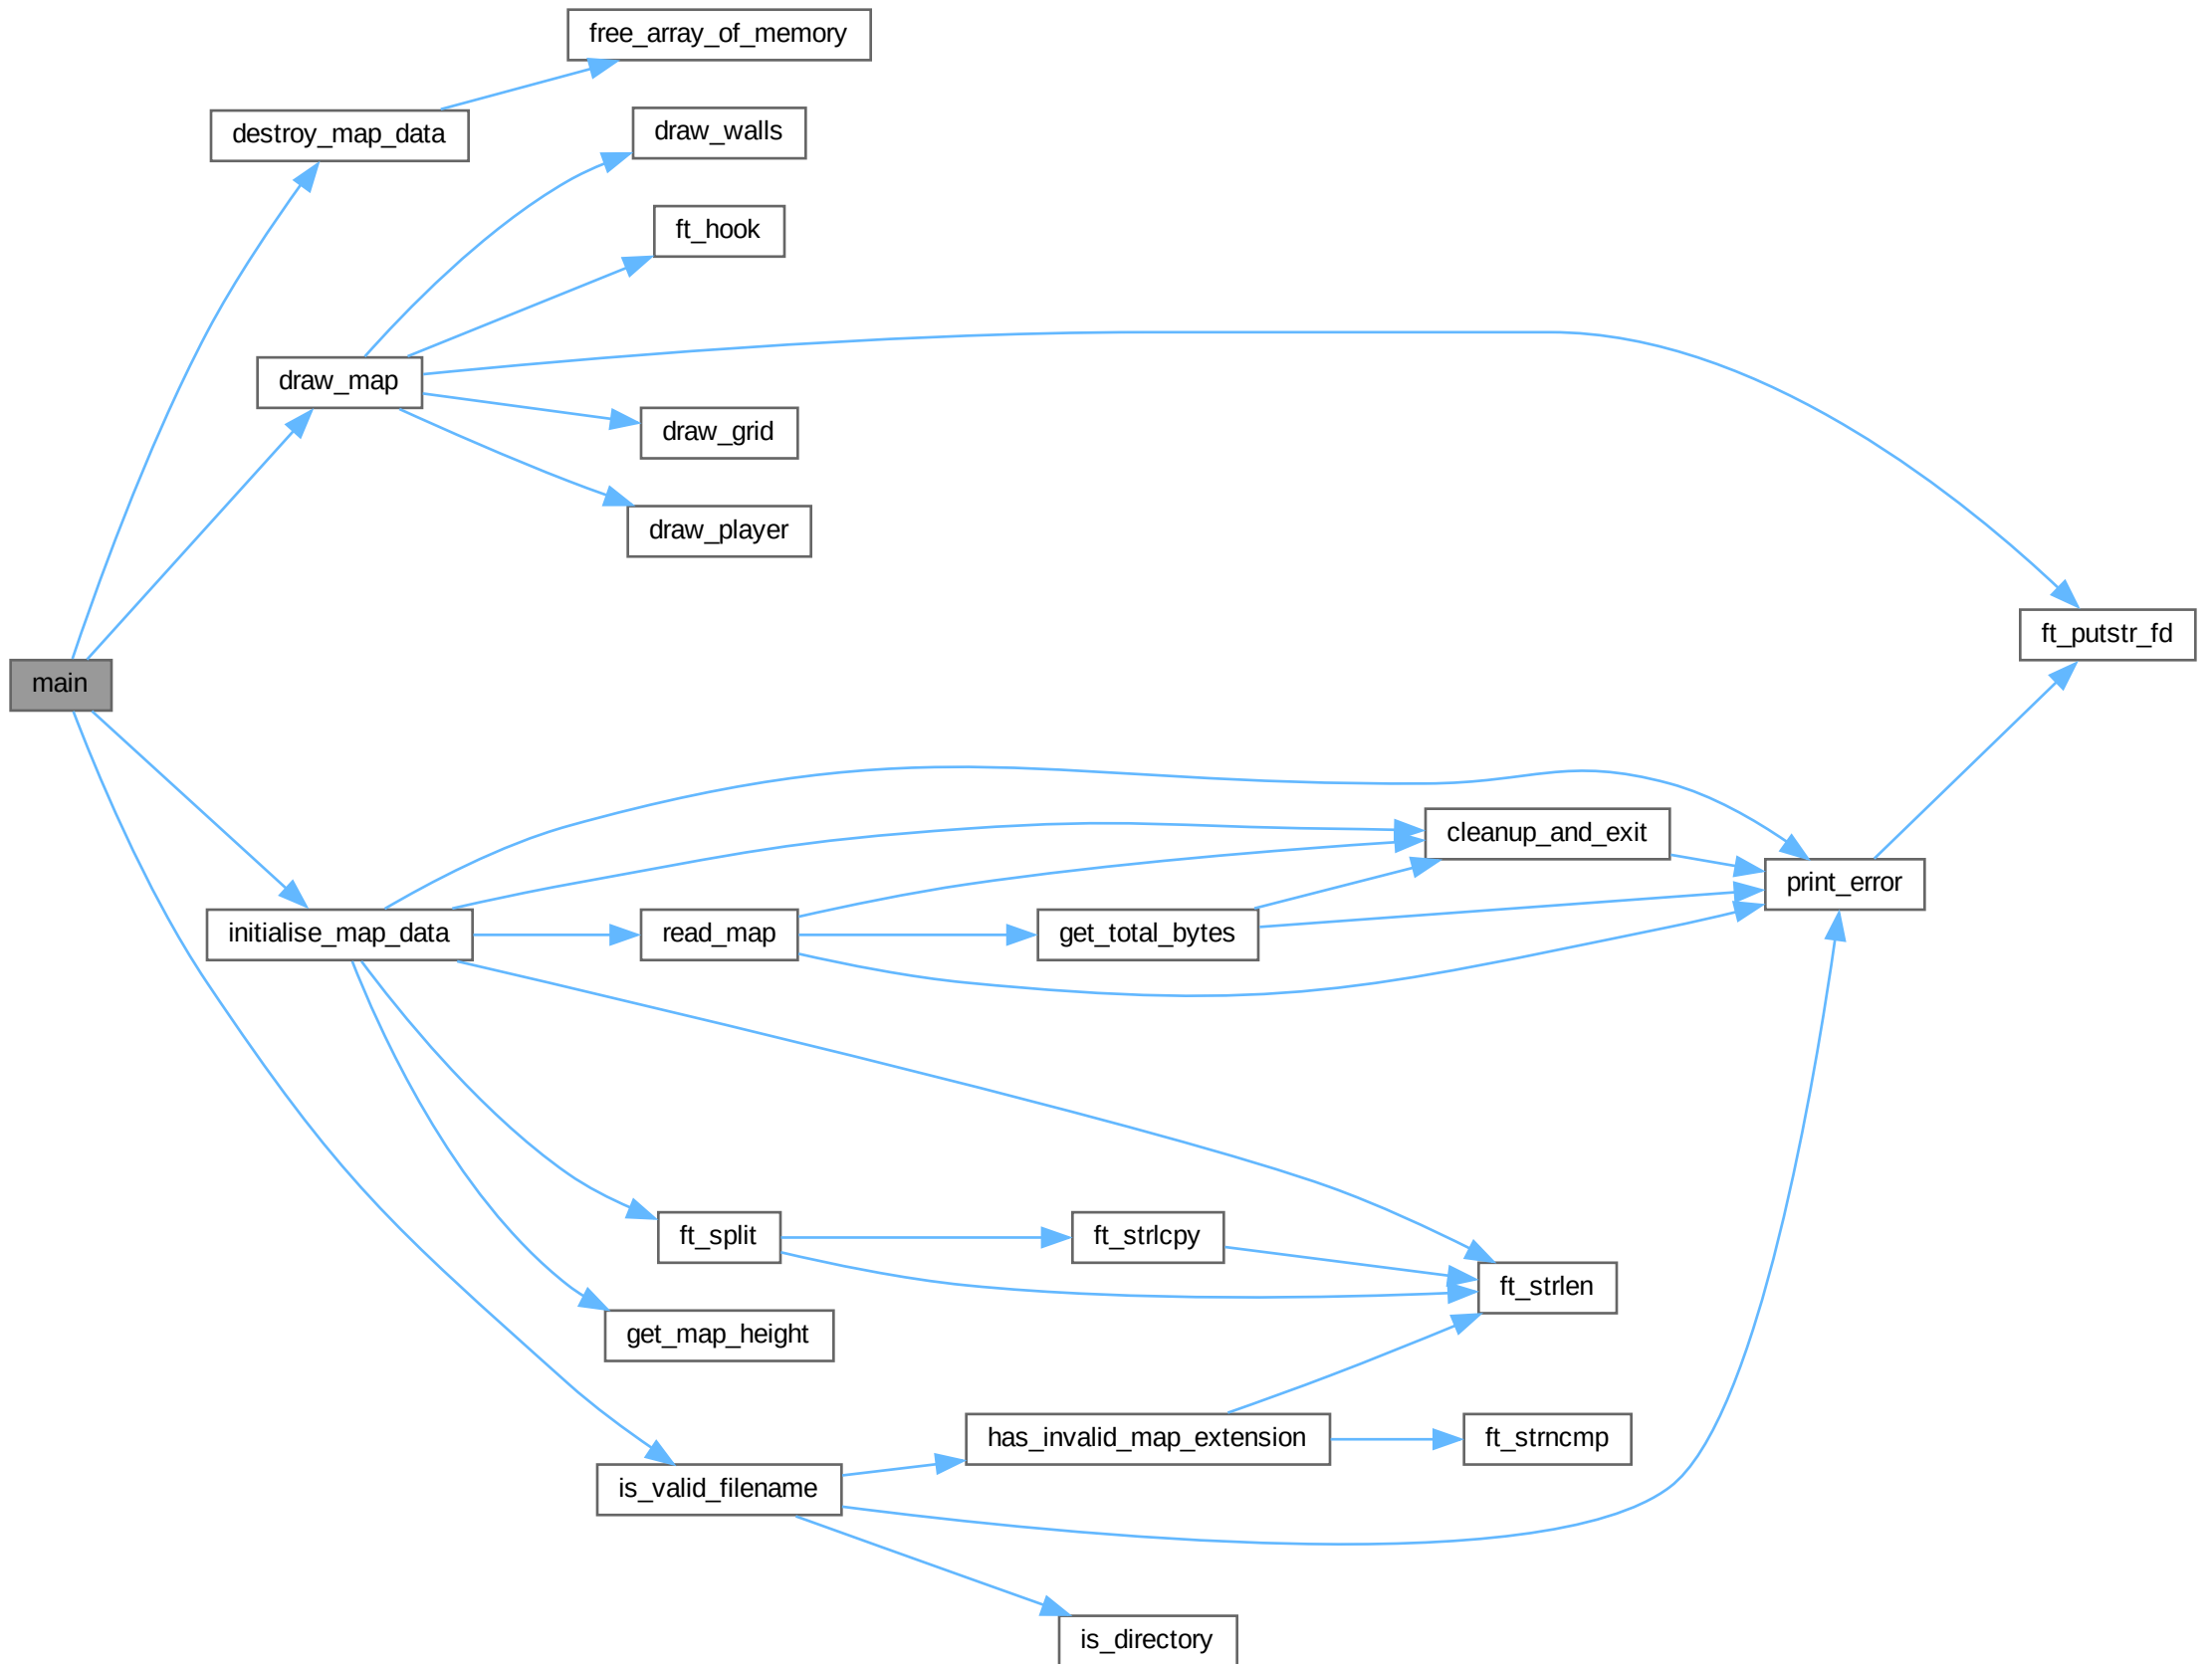 free_array_of_memory
draw_walls
destroy_map_data
ft_hook
draw_map
draw_grid
draw_player
ft_putstr_fd
main
cleanup_and_exit
print_error
initialise_map_data
read_map
get_total_bytes
ft_split
ft_strlcpy
ft_strlen
get_map_height
has_invalid_map_extension
ft_strncmp
is_valid_filename
is_directory